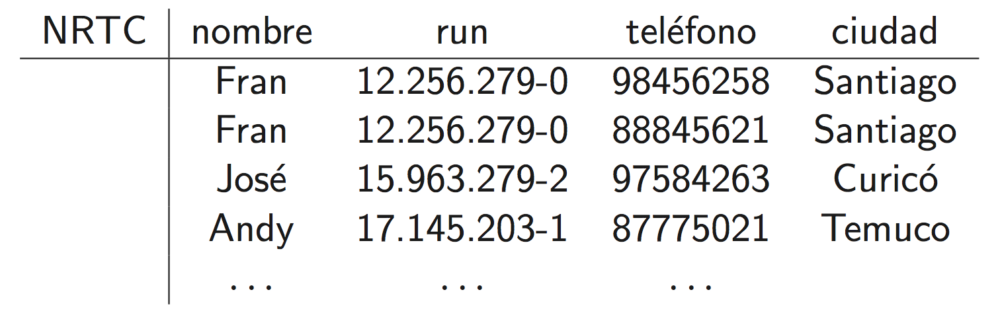 NRTC nombre run teléfono ciudad
Fran 12.256.279-0 98456258 Santiago
Fran 12.256.279-0 88845621 Santiago
José 15.963.279-2 97584263 Curicó
Andy 17.145.203-1 87775021 Temuco
... ... ...